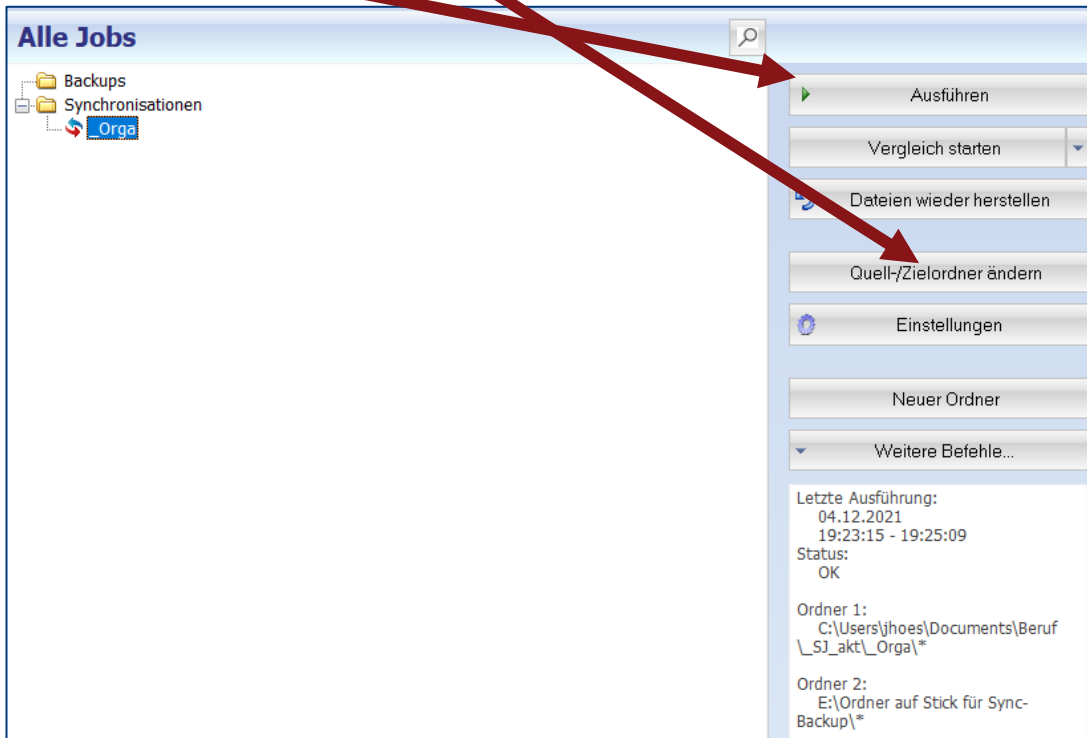 Alle Jobs
Backups
Synchronisationen
_Orga
Ausführen
Vergleich starten
Dateien wieder herstellen
Quell-/Zielordner ändern
Einstellungen
Neuer Ordner
Weitere Befehle...
Letzte Ausführung:
04.12.2021
19:23:15 - 19:25:09
Status:
OK
Ordner 1:
C:\Users\jhoes\Documents\Beruf
\_SJ_akt\_Orga\*
Ordner 2:
E:\Ordner auf Stick für Sync-
Backup\*